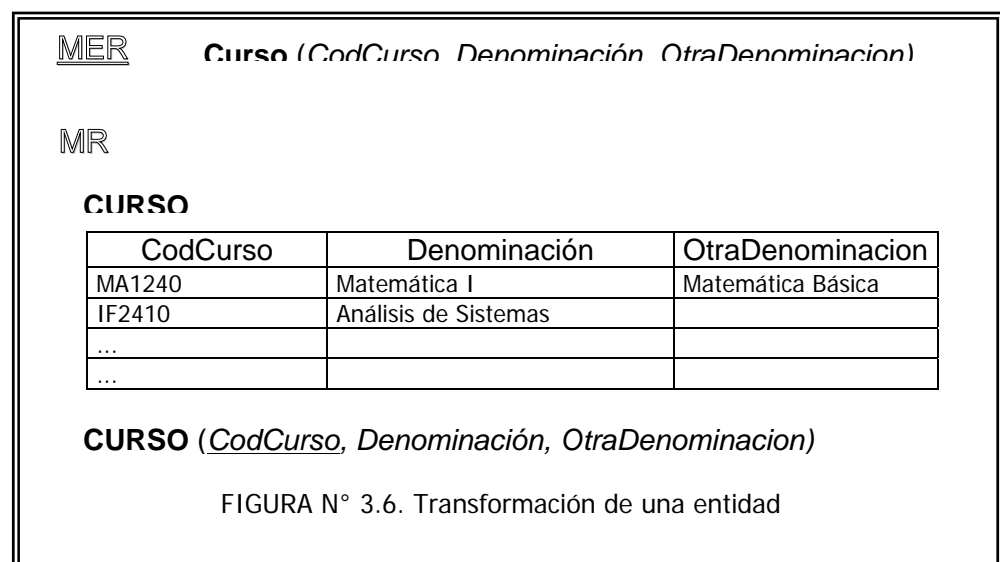 MER Curso (CodCurso, Denominación, OtraDenominacion)
MR
CURSO
CodCurso Denominación OtraDenominacion
MA1240 Matemática I Matemática Básica
IF2410 Análisis de Sistemas
...
...
CURSO (CodCurso, Denominación, OtraDenominacion)
FIGURA N° 3.6. Transformación de una entidad